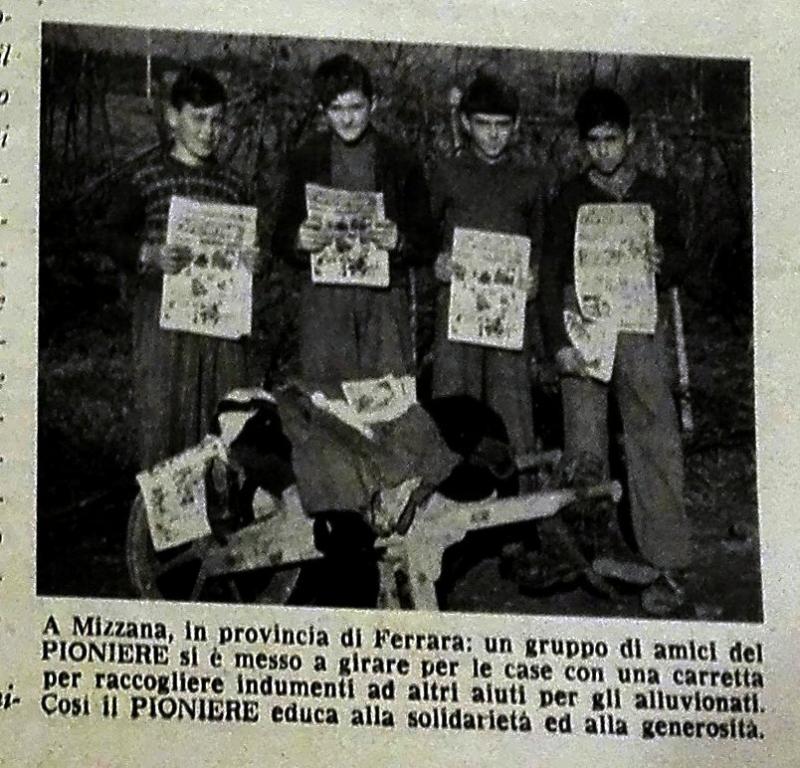 A Mizzana, in provincia di Ferrara: un gruppo di amici del
PIONIERE si è messo a girare per le case con una carretta
per raccogliere indumenti ad altri aiuti per gli alluvionati.
Così il PIONIERE educa alla solidarietà ed alla generosità.